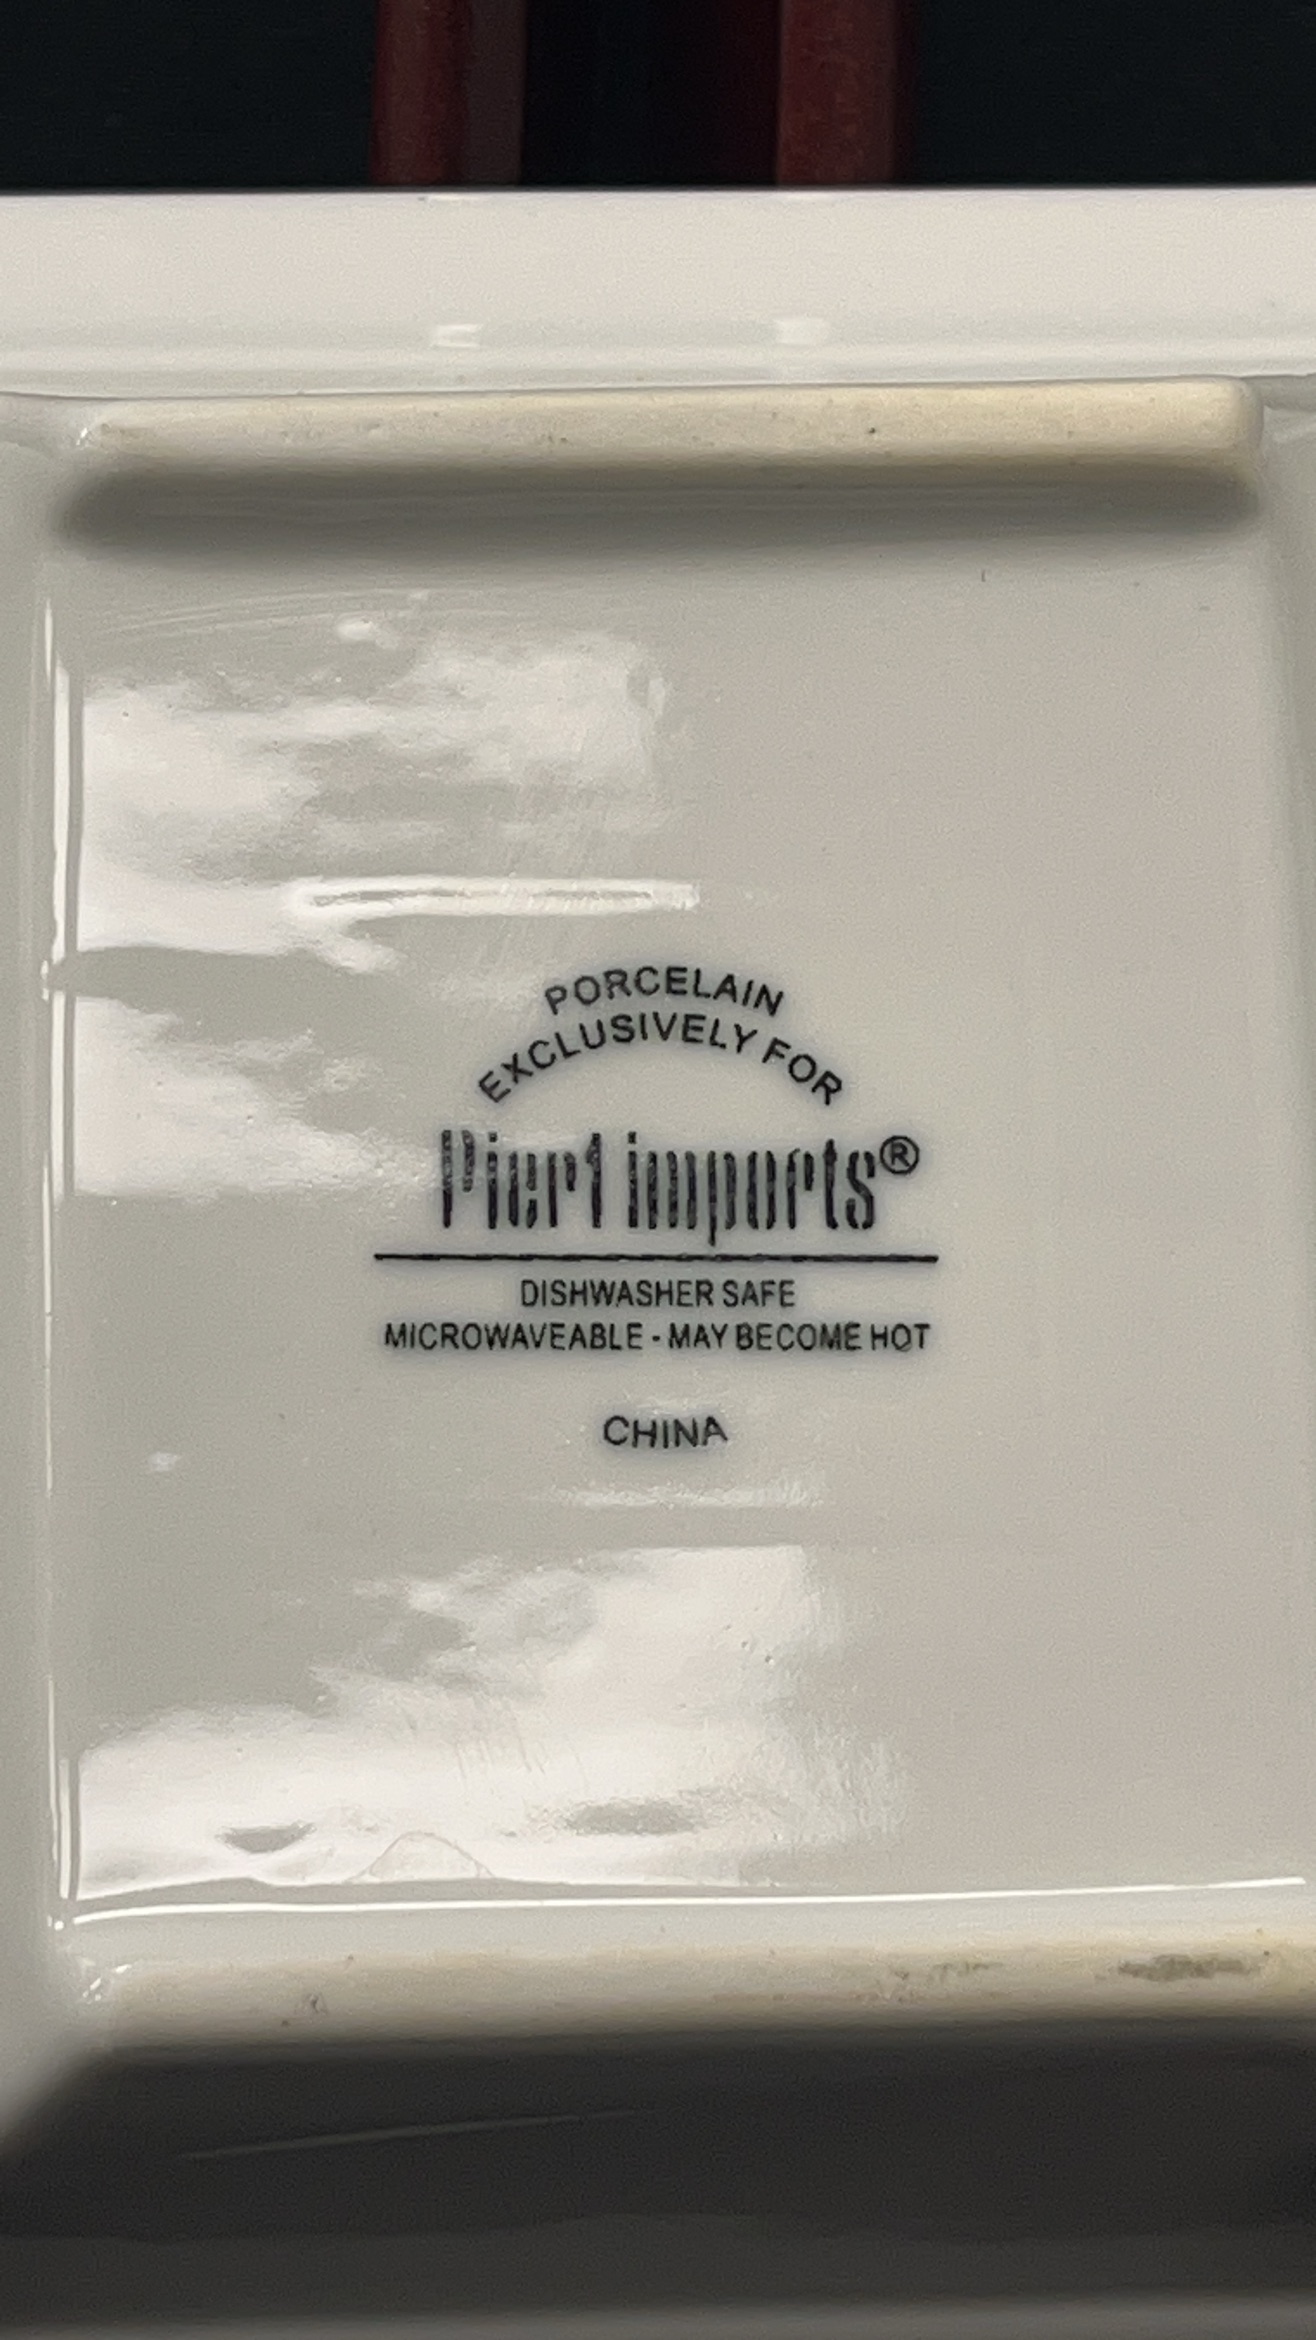 PORCELAIN
EXCLUSIVELY FOR
Pier1 imports®
DISHWASHER SAFE
MICROWAVEABLE - MAY BECOME HOT
CHINA